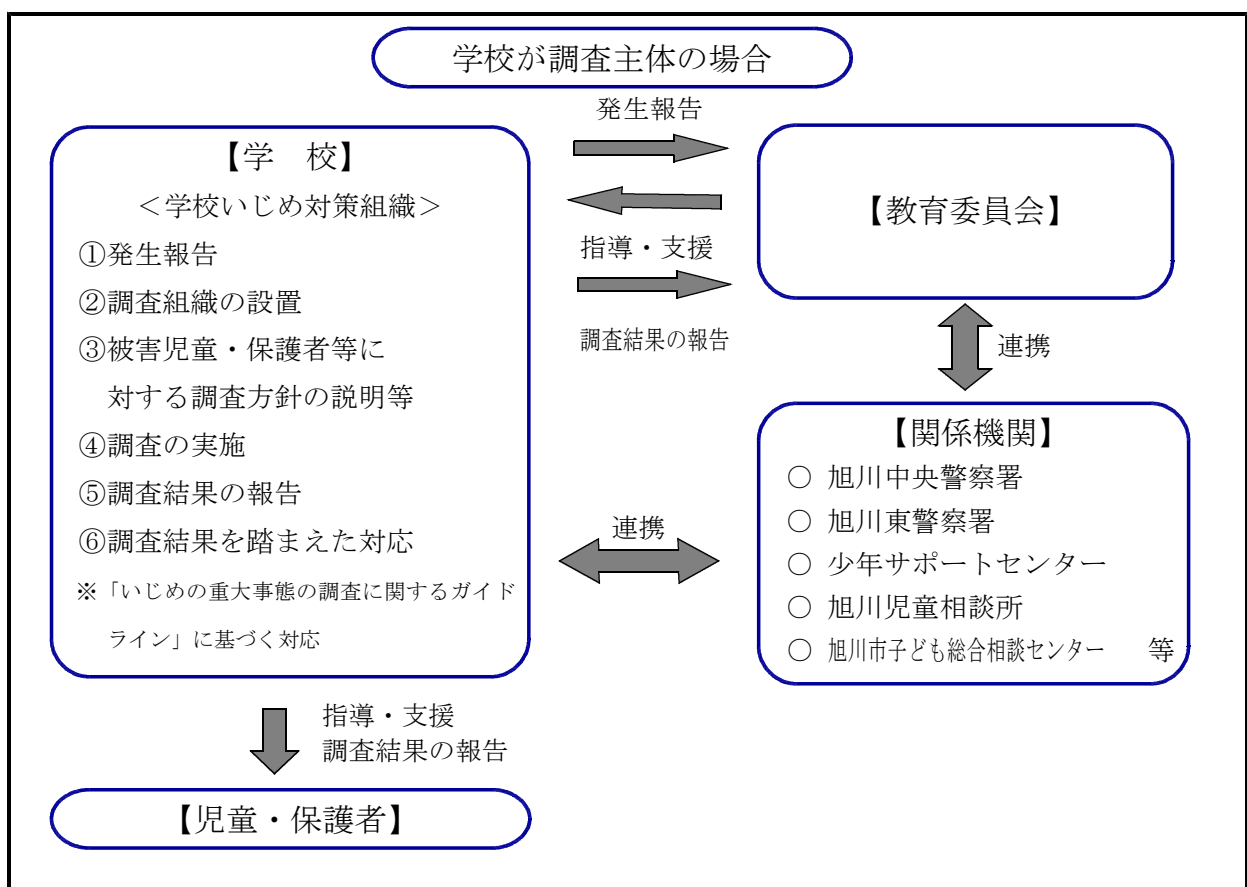 学校が調査主体の場合
発生報告
【学　校】
＜学校いじめ対策組織＞
①発生報告
②調査組織の設置
③被害児童・保護者等に
対する調査方針の説明等
④調査の実施
⑤調査結果の報告
⑥調査結果を踏まえた対応
※「いじめの重大事態の調査に関するガイド
ライン」に基づく対応
指導・支援
調査結果の報告
【教育委員会】
連携
連携
【関係機関】
○ 旭川中央警察署
○ 旭川東警察署
○ 少年サポートセンター
○ 旭川児童相談所
○ 旭川市子ども総合相談センター　等
指導・支援
調査結果の報告
【児童・保護者】